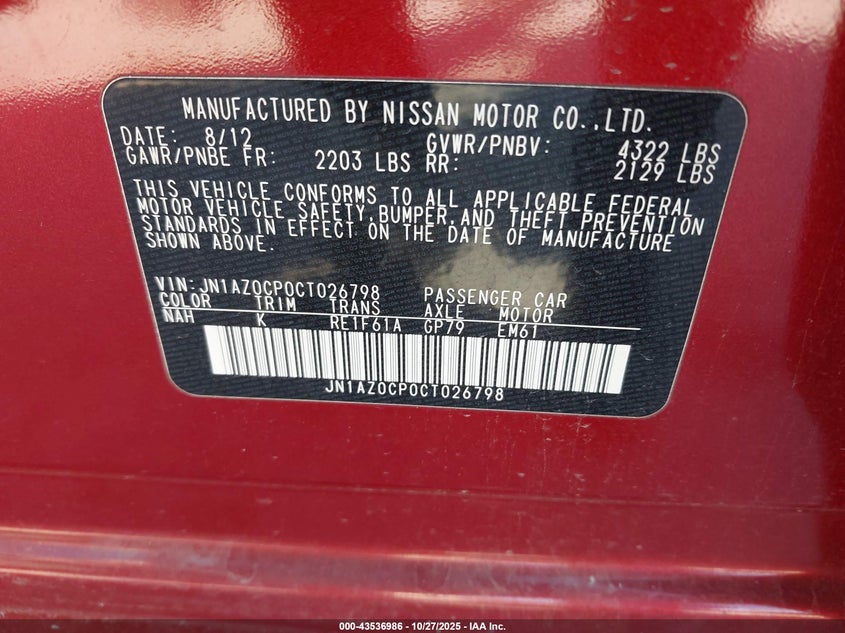 MANUFACTURED BY NISSAN MOTOR CO.,LTD.
DATE: 8/12 GVWR/PNBV: 4322 LBS
GAWR/PNBE FR: 2203 LBS RR: 2129 LBS
THIS VEHICLE CONFORMS TO ALL APPLICABLE FEDERAL
MOTOR VEHICLE SAFETY,BUMPER,AND THEFT PREVENTION
STANDARDS IN EFFECT ON THE DATE OF MANUFACTURE
SHOWN ABOVE.
VIN:JN1AZ0CP0CT026798 PASSENGER CAR
COLOR TRIM TRANS AXLE MOTOR
NAH K RE1F61A GP79 EM61
JN1AZ0CP0CT026798
000-43536986 - 10/27/2025 - IAA Inc.